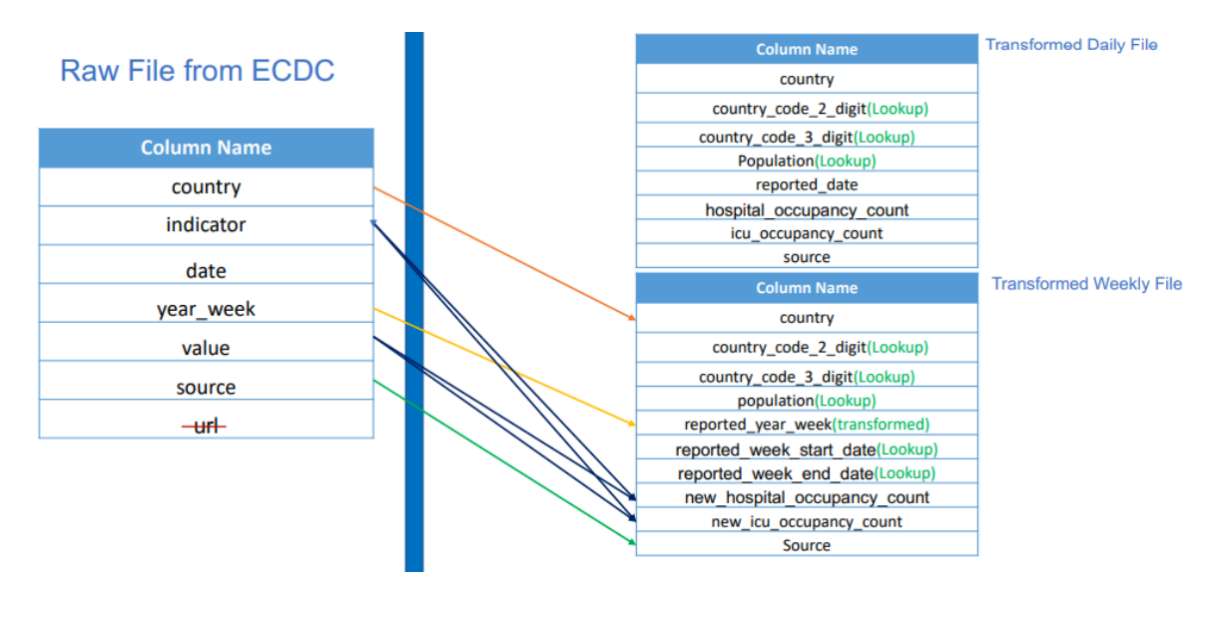 Raw File from ECDC
Column Name
country
indicator
date
year_week
value
source
url
Transformed Daily File
Column Name
country
country_code_2_digit(Lookup)
country_code_3_digit(Lookup)
Population(Lookup)
reported_date
hospital_occupancy_count
icu_occupancy_count
source
Transformed Weekly File
Column Name
country
country_code_2_digit(Lookup)
country_code_3_digit(Lookup)
population(Lookup)
reported_year_week(transformed)
reported_week_start_date(Lookup)
reported_week_end_date(Lookup)
new_hospital_occupancy_count
new_icu_occupancy_count
Source